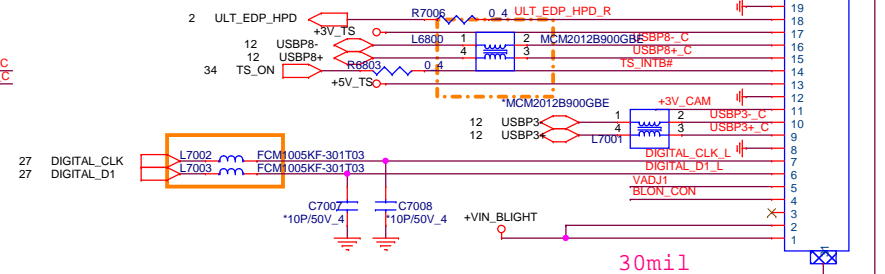 19
2 ULT_EDP_HPD R7006 0_4 ULT_EDP_HPD_R 18
+3V_TS 17
12 USBP8- L6800 1 2 MCM2012B900GBE USBP8-_C 16
12 USBP8+ 4 3 USBP8+_C 15
34 TS_ON R6803 0_4 TS_INTB# 14
+5V_TS 13
12
*MCM2012B900GBE +3V_CAM 11
12 USBP3- 1 2 USBP3-_C 10
12 USBP3+ 4 3 USBP3+_C 9
L7001 8
27 DIGITAL_CLK L7002 FCM1005KF-301T03 DIGITAL_CLK_L 7
27 DIGITAL_D1 L7003 FCM1005KF-301T03 DIGITAL_D1_L 6
VADJ1 5
BLON_CON 4
C7007 C7008 3
*10P/50V_4 *10P/50V_4 +VIN_BLIGHT 2
1
30mil
C
C